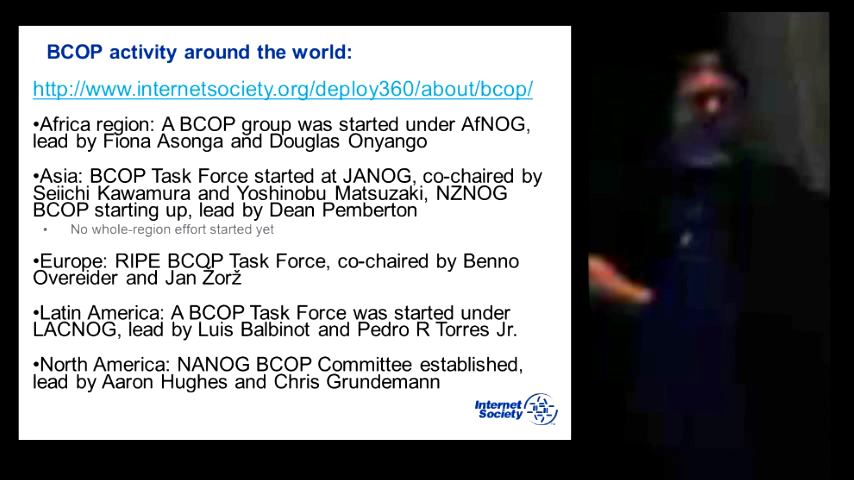 BCOP activity around the world:
http://www.internetsociety.org/deploy360/about/bcop/
•Africa region: A BCOP group was started under AfNOG,
lead by Fiona Asonga and Douglas Onyango
•Asia: BCOP Task Force started at JANOG, co-chaired by
Seiichi Kawamura and Yoshinobu Matsuzaki, NZNOG
BCOP starting up, lead by Dean Pemberton
• No whole-region effort started yet
•Europe: RIPE BCOP Task Force, co-chaired by Benno
Overeider and Jan Žorž
•Latin America: A BCOP Task Force was started under
LACNOG, lead by Luis Balbinot and Pedro R Torres Jr.
•North America: NANOG BCOP Committee established,
lead by Aaron Hughes and Chris Grundemann
Internet
Society